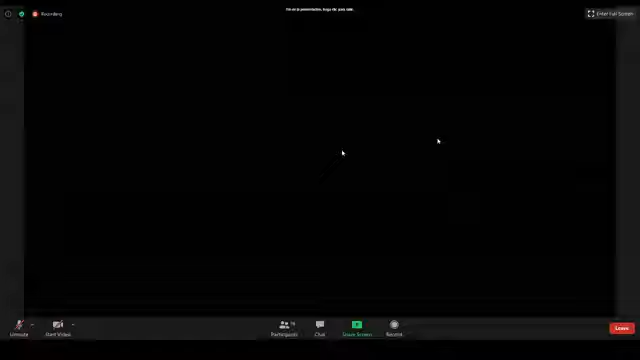 Recording
Enter Full Screen
Unmute
Start Video
Participants
Chat
Share Screen
Record
Leave